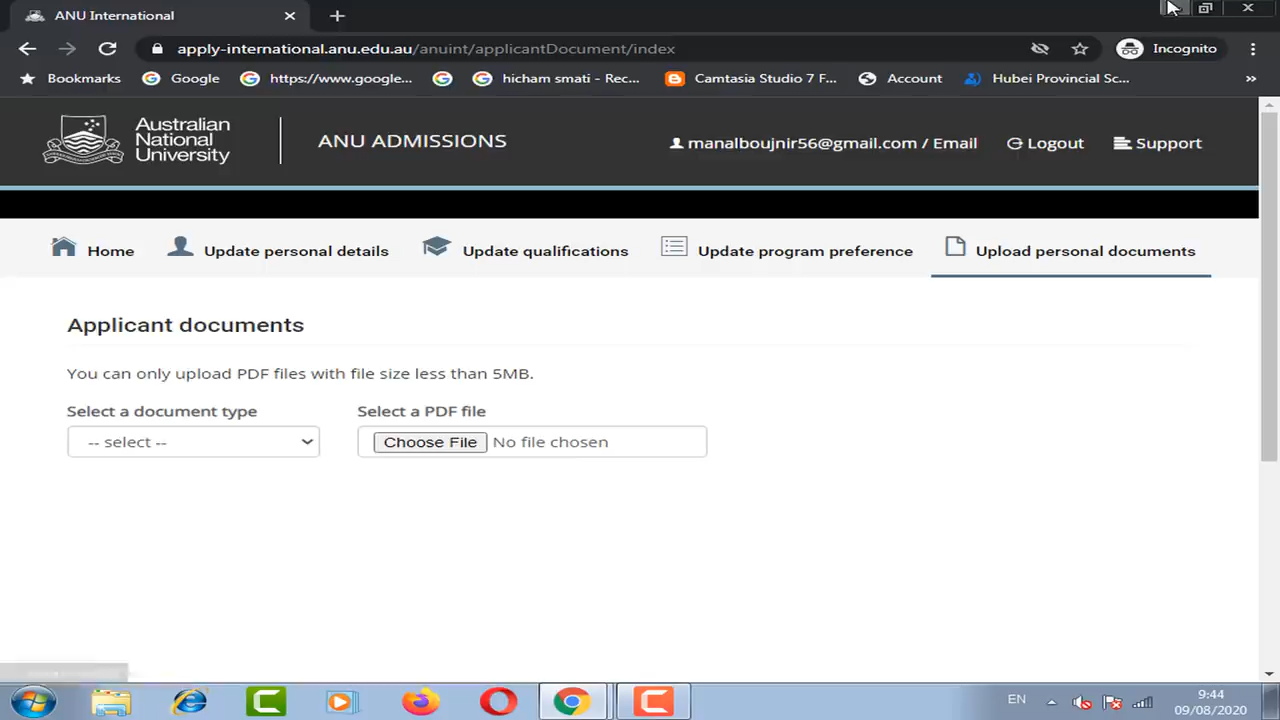 ANU International
apply-international.anu.edu.au/anuint/applicantDocument/index
Incognito
Bookmarks Google https://www.google... hicham smati - Rec... Camtasia Studio 7 F... Account Hubei Provincial Sc... »
Australian
National
University
ANU ADMISSIONS
manalboujnir56@gmail.com / Email Logout Support
Home Update personal details Update qualifications Update program preference Upload personal documents
Applicant documents
You can only upload PDF files with file size less than 5MB.
Select a document type Select a PDF file
-- select -- Choose File No file chosen
EN
9:44
09/08/2020